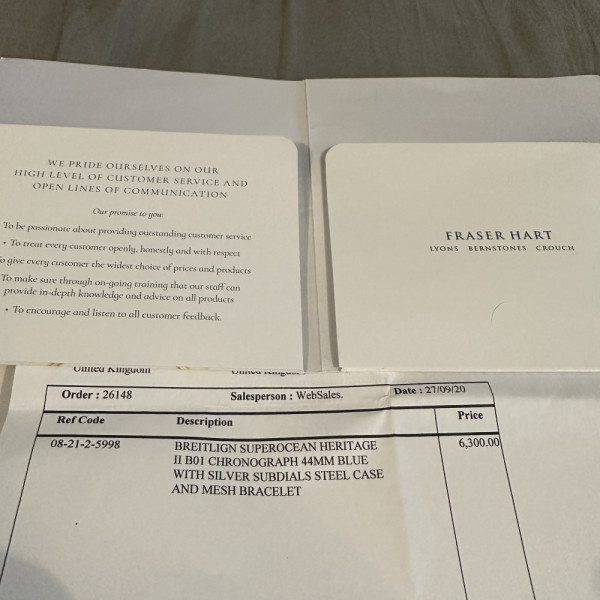 WE PRIDE OURSELVES ON OUR
HIGH LEVEL OF CUSTOMER SERVICE AND
OPEN LINES OF COMMUNICATION
Our promise to you:
To be passionate about providing outstanding customer service
• To treat every customer openly, honestly and with respect
To give every customer the widest choice of prices and products
To make sure through on-going training that our staff can
provide in-depth knowledge and advice on all products
• To encourage and listen to all customer feedback.
FRASER HART
LYONS BERNSTONES CROUCH
United Kingdom United Kingdom
Order : 26148 Salesperson : WebSales. Date : 27/09/20
Ref Code Description Price
08-21-2-5998 BREITLIGN SUPEROCEAN HERITAGE 6,300.00
II B01 CHRONOGRAPH 44MM BLUE
WITH SILVER SUBDIALS STEEL CASE
AND MESH BRACELET